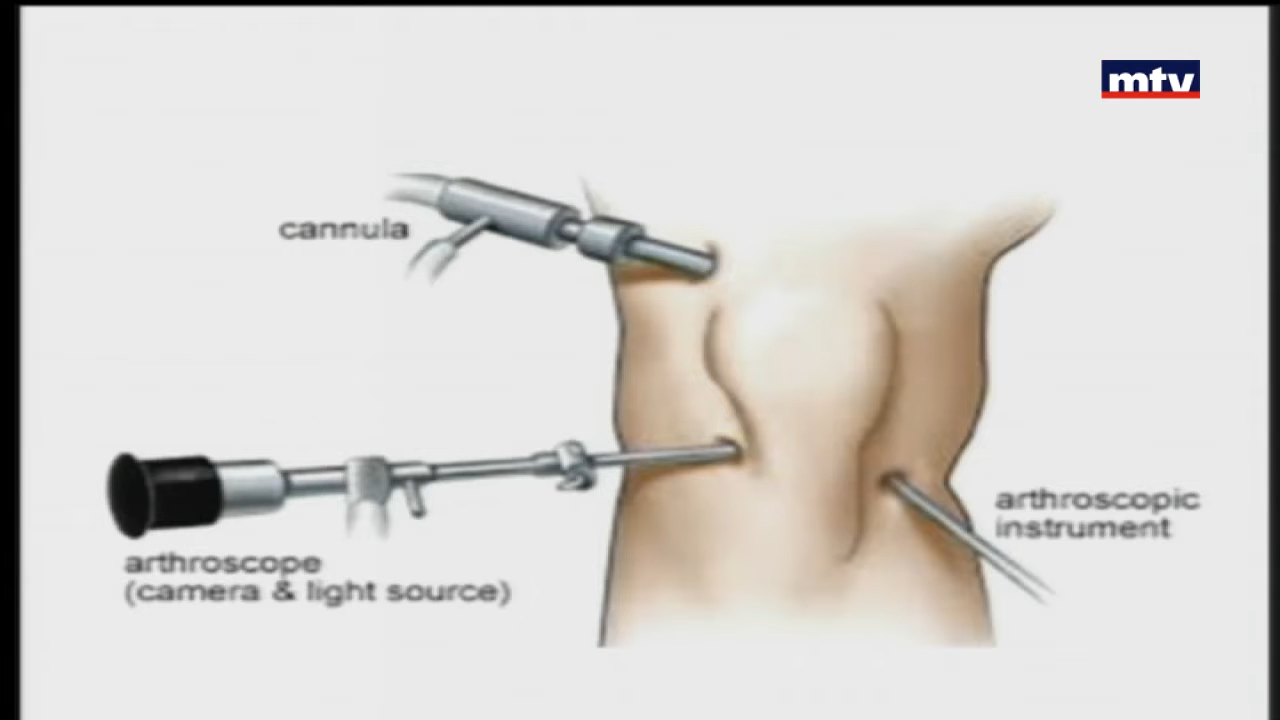 mtv
cannula
arthroscopic
instrument
arthroscope
(camera & light source)